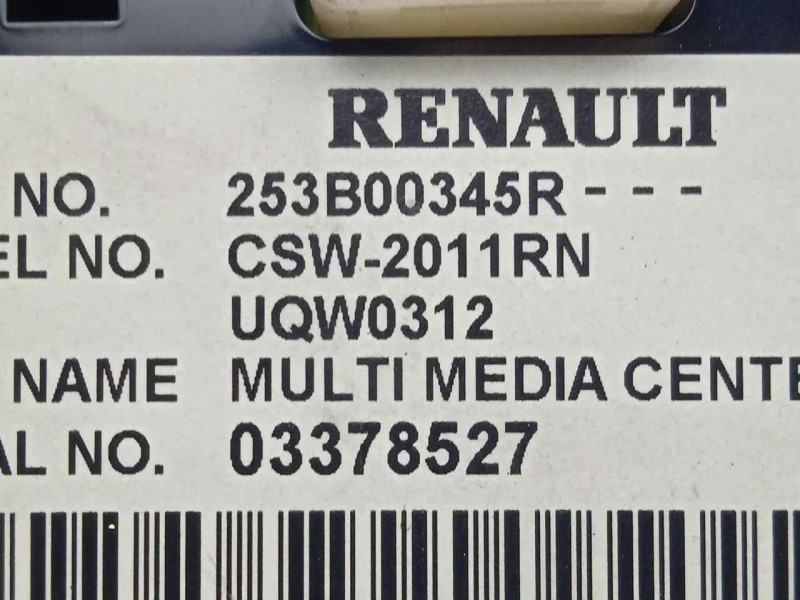 RENAULT
NO. 253B00345R---
EL NO. CSW-2011RN
UQW0312
NAME MULTI MEDIA CENTE
AL NO. 03378527